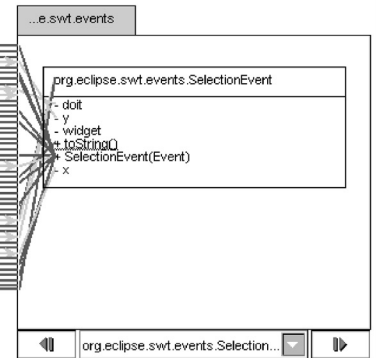 ...e.swt.events
org.eclipse.swt.events.SelectionEvent
- doit
- y
- widget
+ toString()
+ SelectionEvent(Event)
- x
org.eclipse.swt.events.Selection...